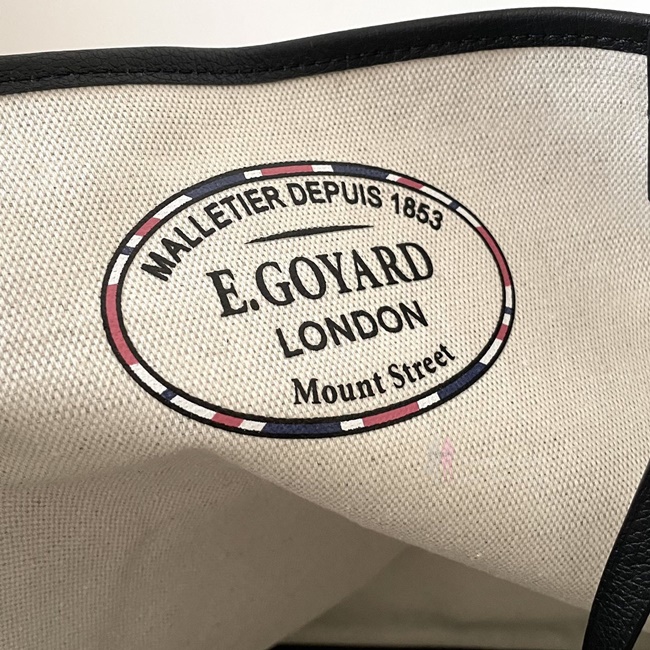 MALLETIER DEPUIS 1853
E.GOYARD
LONDON
Mount Street